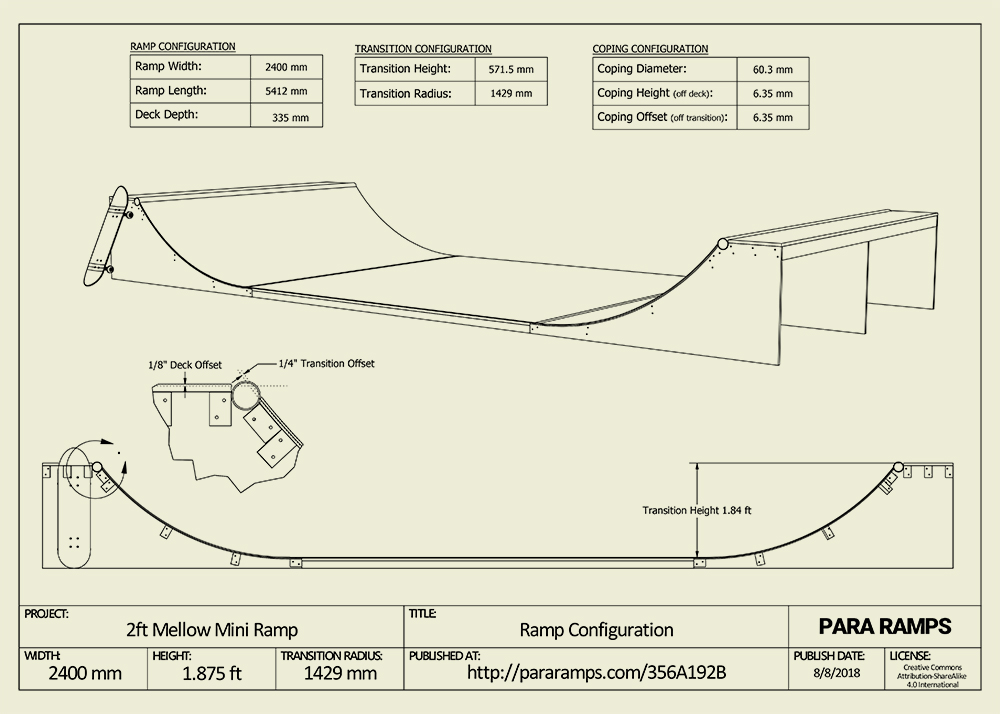 RAMP CONFIGURATION
Ramp Width: 2400 mm
Ramp Length: 5412 mm
Deck Depth: 335 mm
TRANSITION CONFIGURATION
Transition Height: 571.5 mm
Transition Radius: 1429 mm
COPING CONFIGURATION
Coping Diameter: 60.3 mm
Coping Height (off deck): 6.35 mm
Coping Offset (off transition): 6.35 mm
1/8" Deck Offset
1/4" Transition Offset
Transition Height 1.84 ft
PROJECT:
2ft Mellow Mini Ramp
TITLE:
Ramp Configuration
PARA RAMPS
WIDTH:
2400 mm
HEIGHT:
1.875 ft
TRANSITION RADIUS:
1429 mm
PUBLISHED AT:
http://pararamps.com/356A192B
PUBLISH DATE:
8/8/2018
LICENSE:
Creative Commons
Attribution-ShareAlike
4.0 International